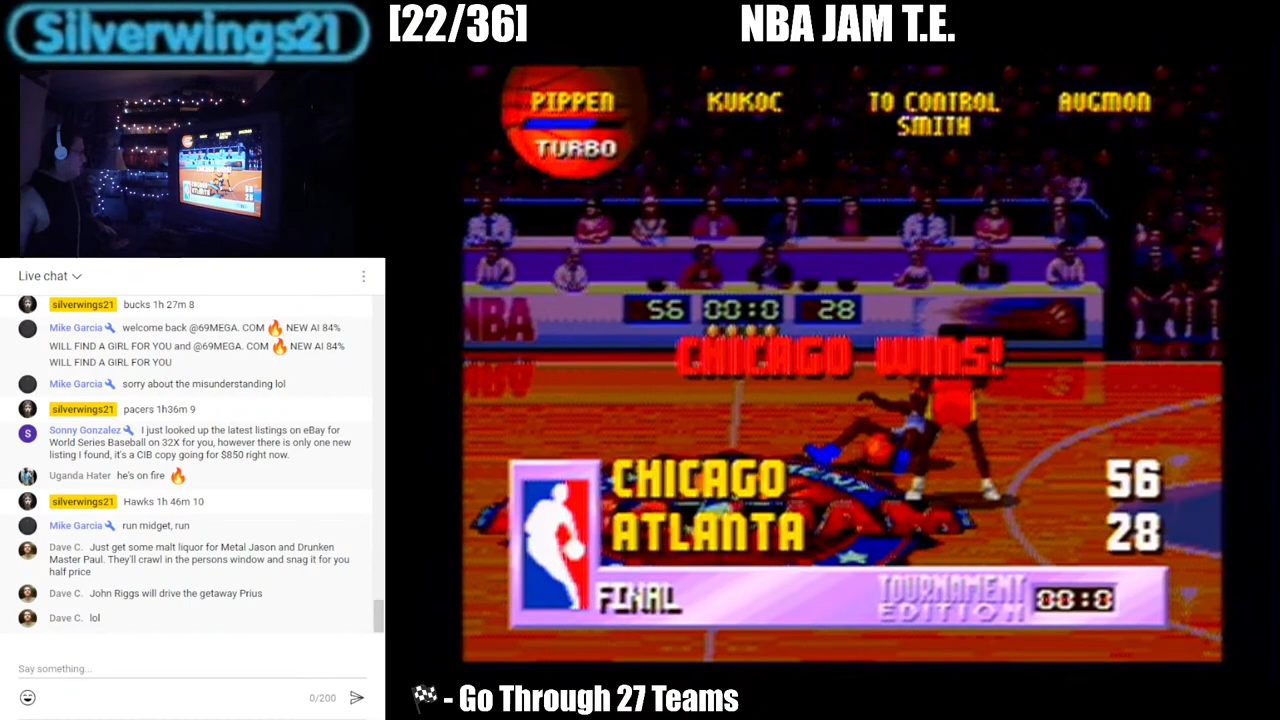 Silverwings21
[22/36]
NBA JAM T.E.
Live chat
silverwings21 bucks 1h 27m 8
Mike Garcia welcome back @69MEGA. COM 🔥 NEW AI 84%
WILL FIND A GIRL FOR YOU and @69MEGA. COM 🔥 NEW AI 84%
WILL FIND A GIRL FOR YOU
Mike Garcia sorry about the misunderstanding lol
silverwings21 pacers 1h36m 9
S Sonny Gonzalez I just looked up the latest listings on eBay for
World Series Baseball on 32X for you, however there is only one new
listing I found, it's a CIB copy going for $850 right now.
Uganda Hater he's on fire 🔥
silverwings21 Hawks 1h 46m 10
Mike Garcia run midget, run
Dave C. Just get some malt liquor for Metal Jason and Drunken
Master Paul. They'll crawl in the persons window and snag it for you
half price
Dave C. John Riggs will drive the getaway Prius
Dave C. lol
Say something...
0/200
PIPPEN
TURBO
KUKOC
TO CONTROL
SMITH
AUGMON
56 00:0 28
NBA
CHICAGO WINS!
CHICAGO 56
ATLANTA 28
FINAL
TOURNAMENT
EDITION
00:0
🏁 - Go Through 27 Teams